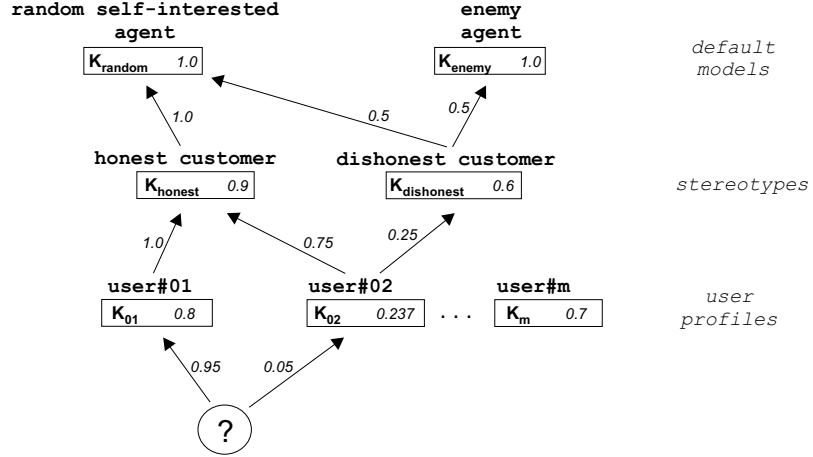 random self-interested agent
enemy agent
K_random 1.0
K_enemy 1.0
default models
0.5
0.5
1.0
honest customer
dishonest customer
K_honest 0.9
K_dishonest 0.6
stereotypes
1.0
0.75
0.25
user#01
user#02
user#m
K_01 0.8
K_02 0.237
. . .
K_m 0.7
user profiles
0.95
0.05
?